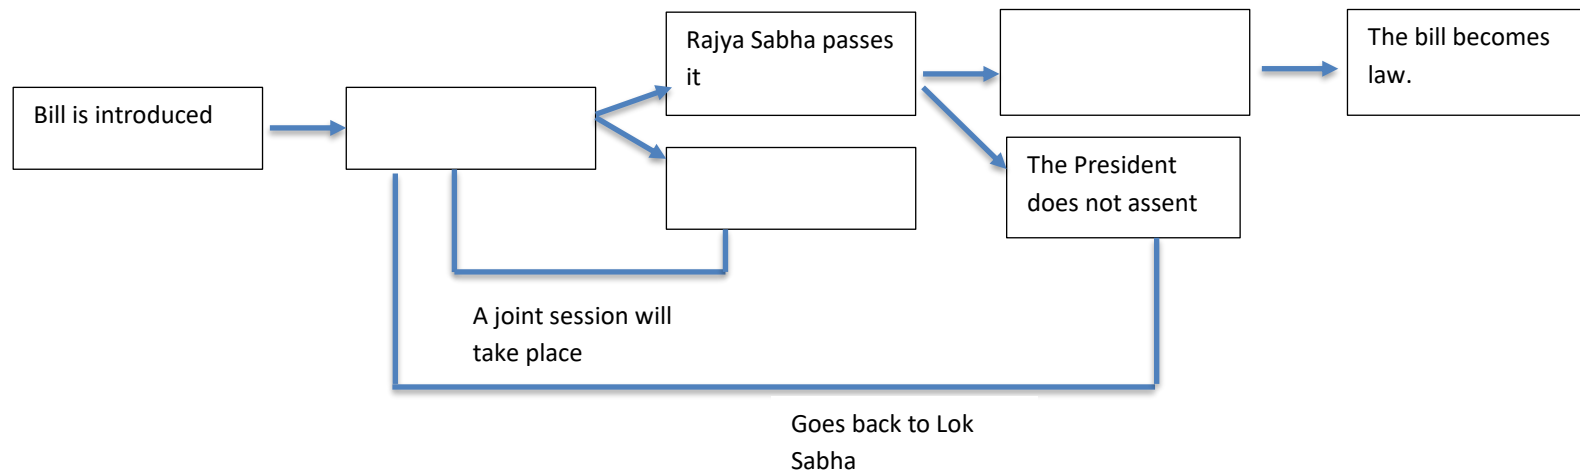 Bill is introduced
Rajya Sabha passes
it
The bill becomes
law.
The President
does not assent
A joint session will
take place
Goes back to Lok
Sabha